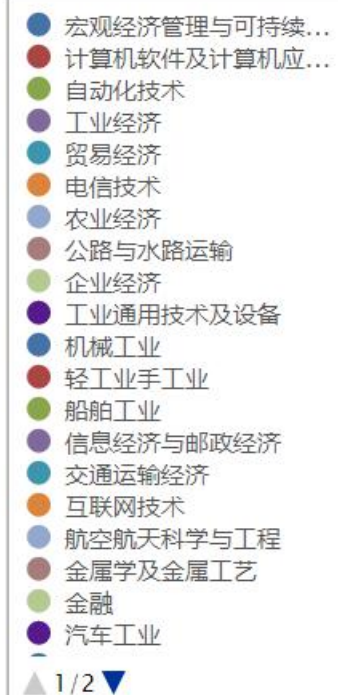 宏观经济管理与可持续...
计算机软件及计算机应...
自动化技术
工业经济
贸易经济
电信技术
农业经济
公路与水路运输
企业经济
工业通用技术及设备
机械工业
轻工业手工业
船舶工业
信息经济与邮政经济
交通运输经济
互联网技术
航空航天科学与工程
金属学及金属工艺
金融
汽车工业
1/2